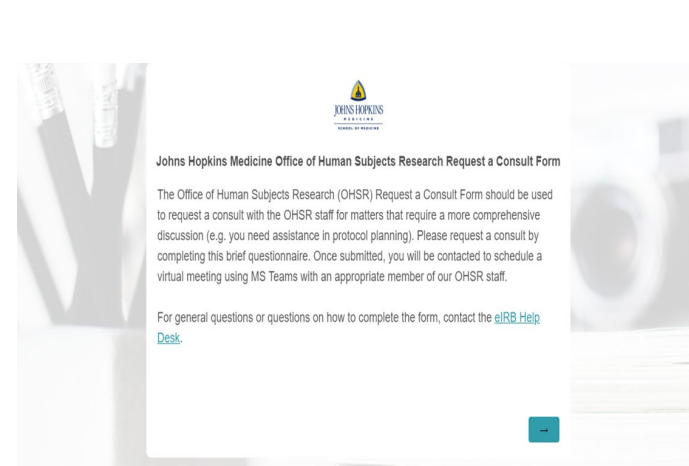 JOHNS HOPKINS
MEDICINE
SCHOOL OF MEDICINE
Johns Hopkins Medicine Office of Human Subjects Research Request a Consult Form
The Office of Human Subjects Research (OHSR) Request a Consult Form should be used
to request a consult with the OHSR staff for matters that require a more comprehensive
discussion (e.g. you need assistance in protocol planning). Please request a consult by
completing this brief questionnaire. Once submitted, you will be contacted to schedule a
virtual meeting using MS Teams with an appropriate member of our OHSR staff.
For general questions or questions on how to complete the form, contact the eIRB Help
Desk.
→